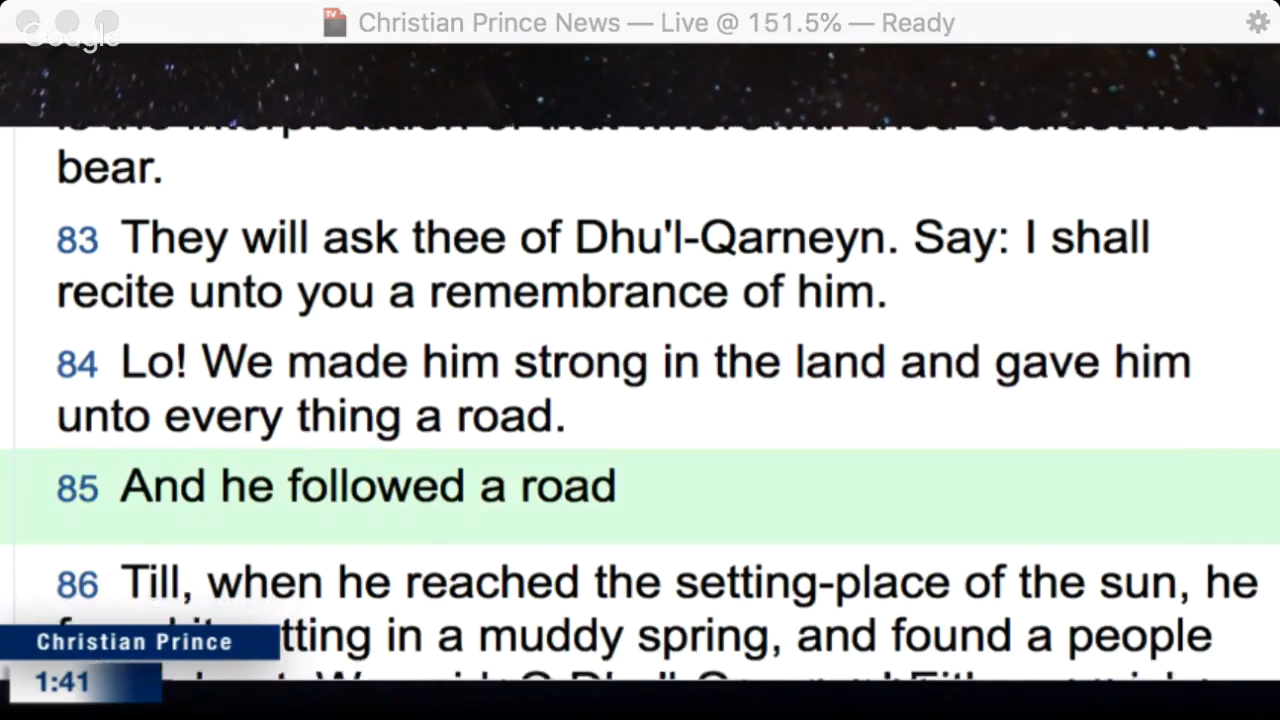 Christian Prince News — Live @ 151.5% — Ready
Google
bear.
83 They will ask thee of Dhu'l-Qarneyn. Say: I shall
recite unto you a remembrance of him.
84 Lo! We made him strong in the land and gave him
unto every thing a road.
85 And he followed a road
86 Till, when he reached the setting-place of the sun, he
in a muddy spring, and found a people
Christian Prince
1:41